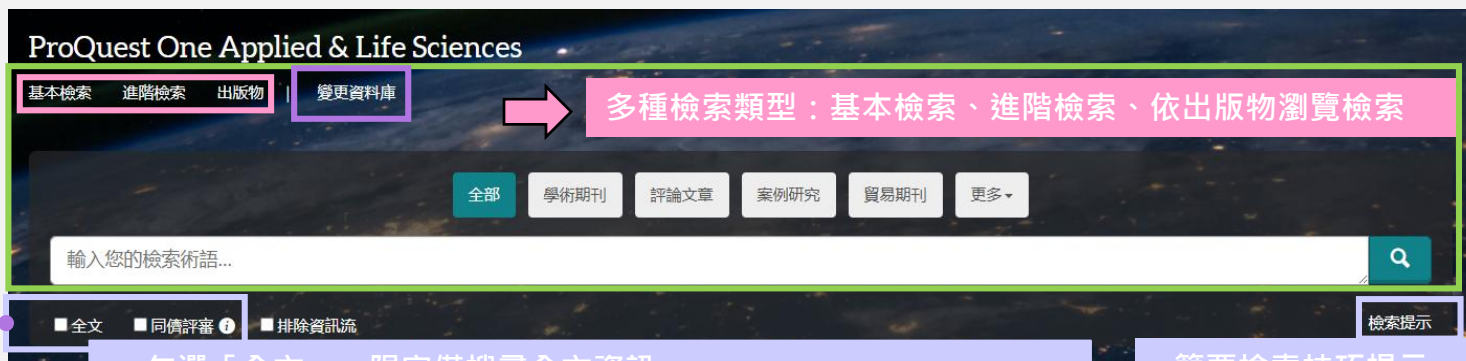 ProQuest One Applied & Life Sciences
基本檢索 進階檢索 出版物 | 變更資料庫
多種檢索類型：基本檢索、進階檢索、依出版物瀏覽檢索
全部 學術期刊 評論文章 案例研究 貿易期刊 更多
輸入您的檢索術語...
全文 同儕評審 排除資訊流 檢索提示